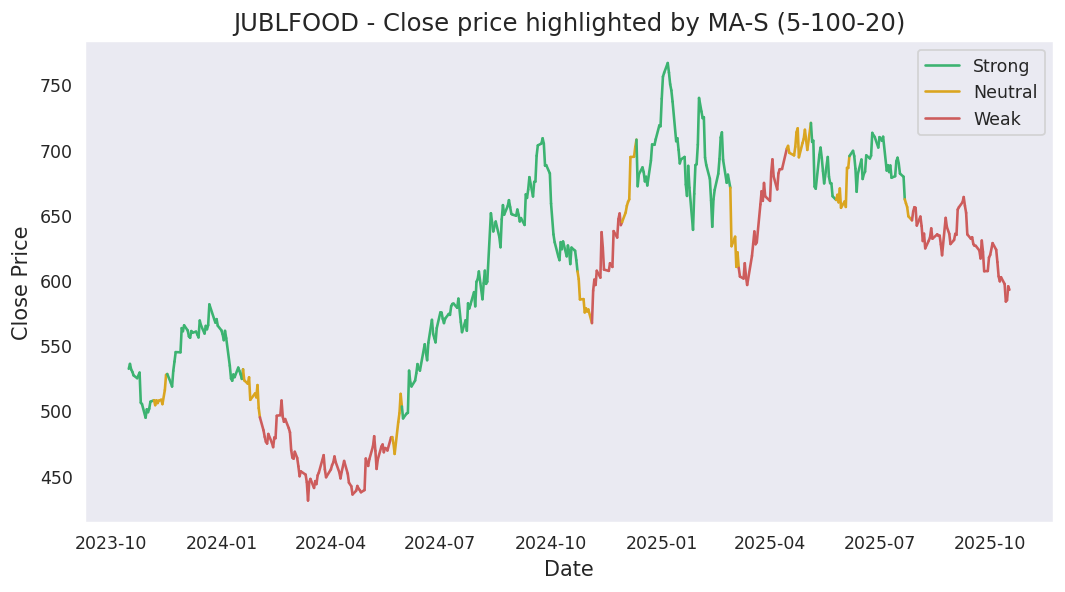 JUBLFOOD - Close price highlighted by MA-S (5-100-20)
Strong
Neutral
Weak
Close Price
750
700
650
600
550
500
450
2023-10
2024-01
2024-04
2024-07
2024-10
2025-01
2025-04
2025-07
2025-10
Date